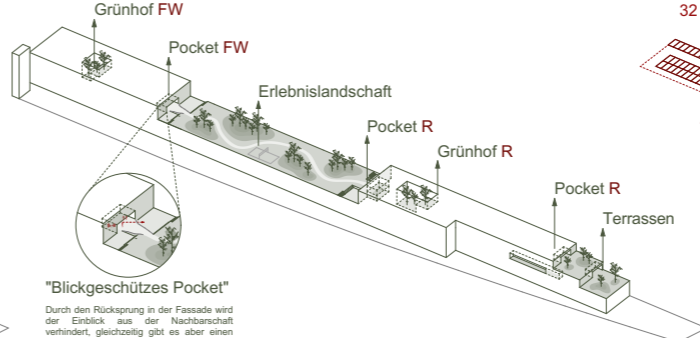 Grünhof FW
32
Pocket FW
Erlebnislandschaft
Pocket R
Grünhof R
Pocket R
Terrassen
"Blickgeschützes Pocket"
Durch den Rücksprung in der Fassade wird
der Einblick aus der Nachbarschaft
verhindert, gleichzeitig gibt es aber einen